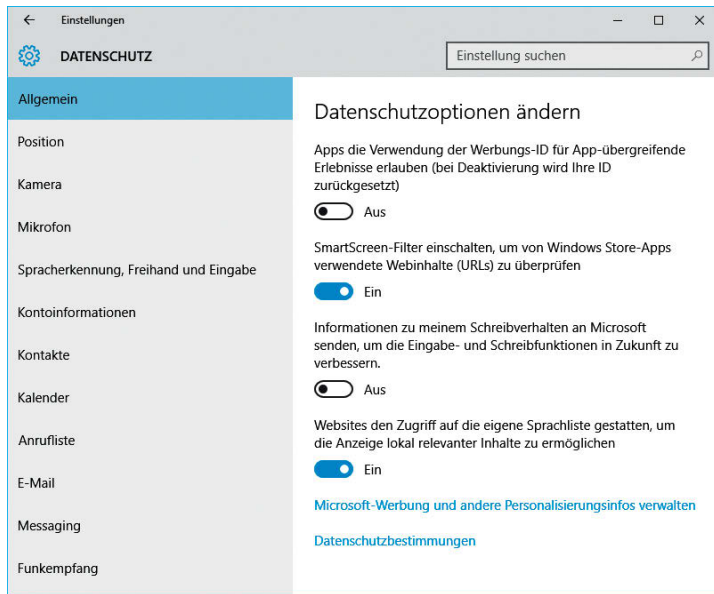 Einstellungen
DATENSCHUTZ
Einstellung suchen
Allgemein
Position
Kamera
Mikrofon
Spracherkennung, Freihand und Eingabe
Kontoinformationen
Kontakte
Kalender
Anrufliste
E-Mail
Messaging
Funkempfang
Datenschutzoptionen ändern
Apps die Verwendung der Werbungs-ID für App-übergreifende
Erlebnisse erlauben (bei Deaktivierung wird Ihre ID
zurückgesetzt)
Aus
SmartScreen-Filter einschalten, um von Windows Store-Apps
verwendete Webinhalte (URLs) zu überprüfen
Ein
Informationen zu meinem Schreibverhalten an Microsoft
senden, um die Eingabe- und Schreibfunktionen in Zukunft zu
verbessern.
Aus
Websites den Zugriff auf die eigene Sprachliste gestatten, um
die Anzeige lokal relevanter Inhalte zu ermöglichen
Ein
Microsoft-Werbung und andere Personalisierungsinfos verwalten
Datenschutzbestimmungen